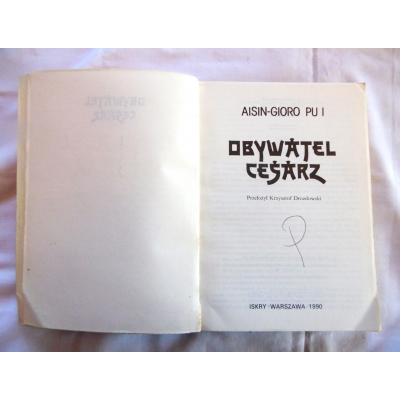 AISIN-GIORO PU I
OBYWATEL
CESARZ
Przełożył Krzysztof Drozdowski
ISKRY · WARSZAWA · 1990